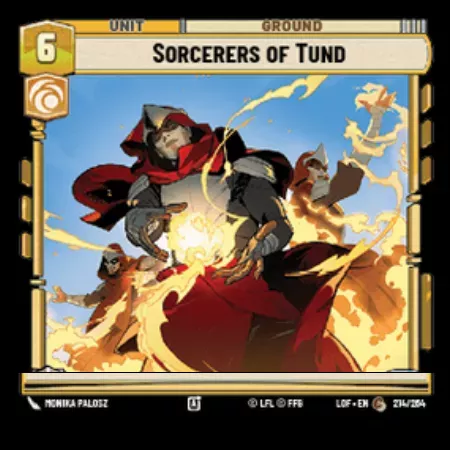 UNIT GROUND
6 SORCERERS OF TUND
MONIKA PALOSZ A © LFL © FFG LOF • EN 214/264